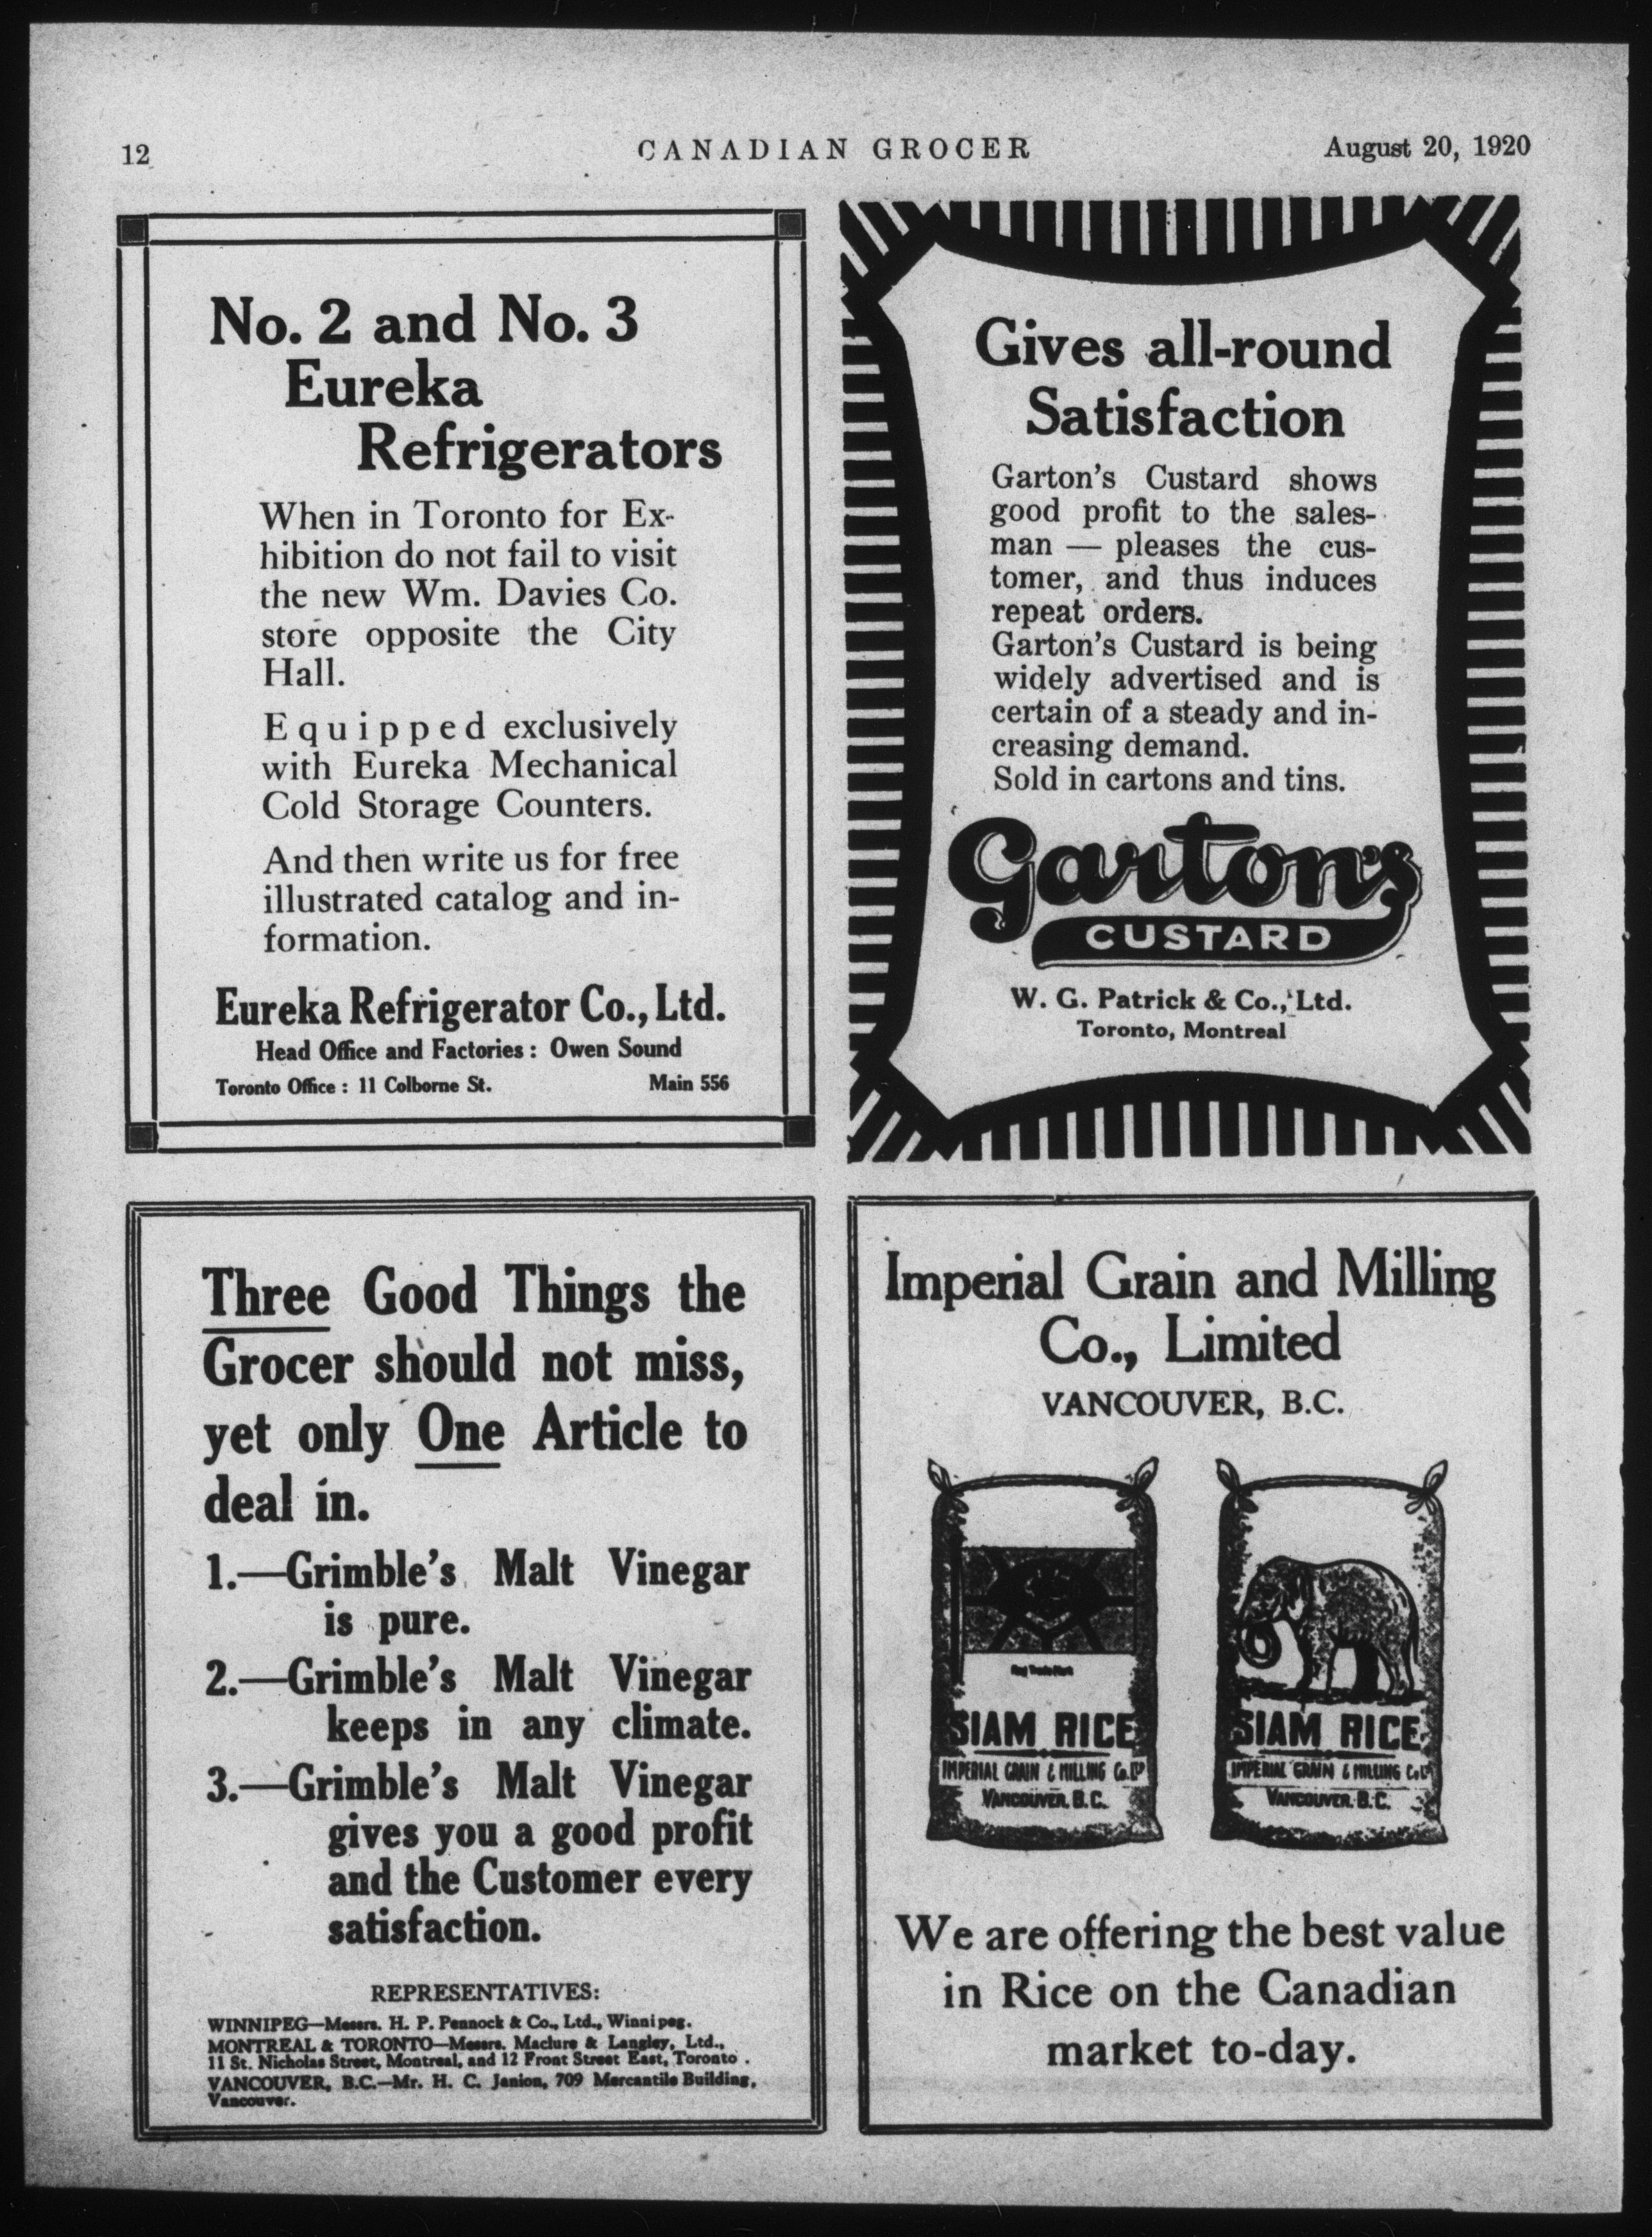 12
CANADIAN GROCER
August 20, 1920
No. 2 and No. 3
Eureka
Refrigerators
When in Toronto for Ex-
hibition do not fail to visit
the new Wm. Davies Co.
store opposite the City
Hall.
Equipped exclusively
with Eureka Mechanical
Cold Storage Counters.
And then write us for free
illustrated catalog and in-
formation.
Eureka Refrigerator Co., Ltd.
Head Office and Factories: Owen Sound
Toronto Office: 11 Colborne St. Main 556
Gives all-round
Satisfaction
Garton's Custard shows
good profit to the sales-
man — pleases the cus-
tomer, and thus induces
repeat orders.
Garton's Custard is being
widely advertised and is
certain of a steady and in-
creasing demand.
Sold in cartons and tins.
Garton's
CUSTARD
W. G. Patrick & Co., Ltd.
Toronto, Montreal
Three Good Things the
Grocer should not miss,
yet only One Article to
deal in.
1.—Grimble's Malt Vinegar
is pure.
2.—Grimble's Malt Vinegar
keeps in any climate.
3.—Grimble's Malt Vinegar
gives you a good profit
and the Customer every
satisfaction.
REPRESENTATIVES:
WINNIPEG—Messrs. H. P. Pennock & Co., Ltd., Winnipeg.
MONTREAL & TORONTO—Messrs. Maclure & Langley, Ltd.,
11 St. Nicholas Street, Montreal, and 12 Front Street East, Toronto.
VANCOUVER, B.C.—Mr. H. C. Janion, 709 Mercantile Building,
Vancouver.
Imperial Grain and Milling
Co., Limited
VANCOUVER, B.C.
Reg Trade Mark
SIAM RICE
IMPERIAL GRAIN & MILLING Co. LTD
VANCOUVER, B.C.
SIAM RICE
IMPERIAL GRAIN & MILLING Co. LTD
VANCOUVER. B.C.
We are offering the best value
in Rice on the Canadian
market to-day.